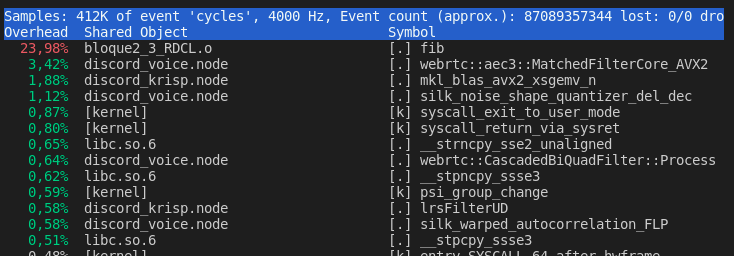 Samples: 412K of event 'cycles', 4000 Hz, Event count (approx.): 87089357344 lost: 0/0 dro
Overhead  Shared Object                         Symbol
  23,98%  bloque2_3_RDCL.o                      [.] fib
   3,42%  discord_voice.node                    [.] webrtc::aec3::MatchedFilterCore_AVX2
   1,88%  discord_krisp.node                    [.] mkl_blas_avx2_xsgemv_n
   1,12%  discord_voice.node                    [.] silk_noise_shape_quantizer_del_dec
   0,87%  [kernel]                              [k] syscall_exit_to_user_mode
   0,80%  [kernel]                              [k] syscall_return_via_sysret
   0,65%  libc.so.6                             [.] __strncpy_sse2_unaligned
   0,64%  discord_voice.node                    [.] webrtc::CascadedBiQuadFilter::Process
   0,62%  libc.so.6                             [.] __stpncpy_ssse3
   0,59%  [kernel]                              [k] psi_group_change
   0,58%  discord_krisp.node                    [.] lrsFilterUD
   0,58%  discord_voice.node                    [.] silk_warped_autocorrelation_FLP
   0,51%  libc.so.6                             [.] __stpcpy_ssse3
   0,48%  [kernel]                              [k] entry_SYSCALL_64_after_hwframe